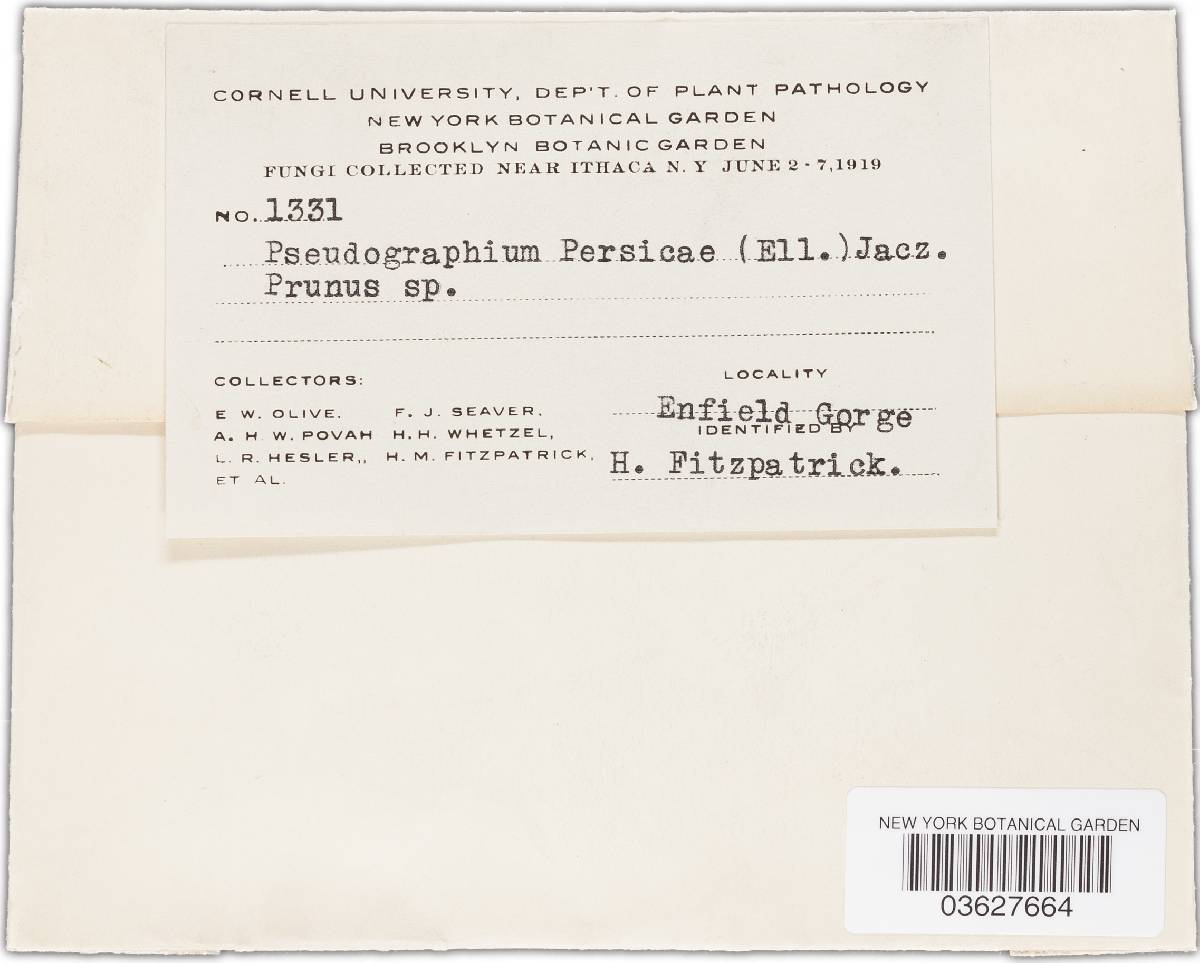 CORNELL UNIVERSITY, DEP'T. OF PLANT PATHOLOGY
NEW YORK BOTANICAL GARDEN
BROOKLYN BOTANIC GARDEN
FUNGI COLLECTED NEAR ITHACA N. Y JUNE 2 - 7, 1919
NO. 1331
Pseudographium Persicae (Ell.) Jacz.
Prunus sp.
COLLECTORS:
E W. OLIVE, F. J. SEAVER,
A. H W. POVAH H. H. WHETZEL,
L. R. HESLER,, H. M. FITZPATRICK,
ET AL.
LOCALITY
Enfield Gorge
IDENTIFIED BY
H. Fitzpatrick.
NEW YORK BOTANICAL GARDEN
03627664